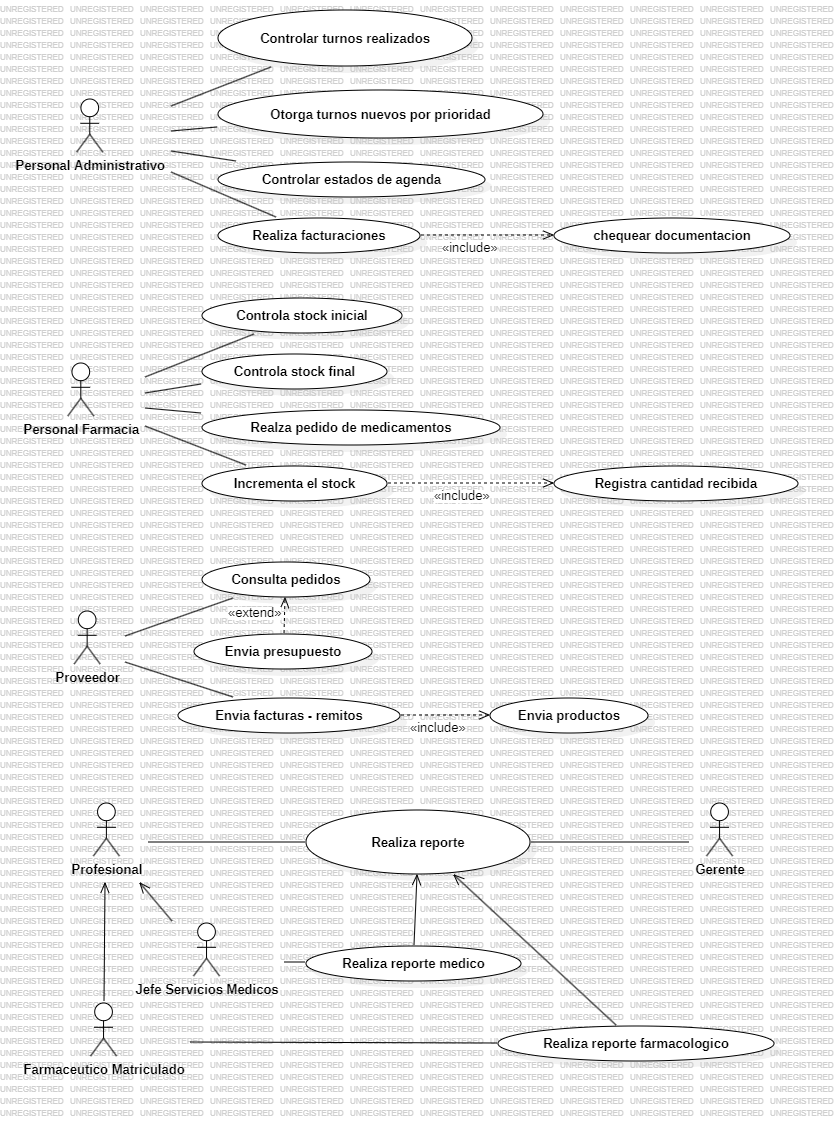 Controlar turnos realizados
Otorga turnos nuevos por prioridad
Personal Administrativo
Controlar estados de agenda
Realiza facturaciones
chequear documentacion
«include»
Controla stock inicial
Controla stock final
Personal Farmacia
Realza pedido de medicamentos
Incrementa el stock
Registra cantidad recibida
«include»
Consulta pedidos
«extend»
Envia presupuesto
Proveedor
Envia facturas - remitos
Envia productos
«include»
Realiza reporte
Profesional
Gerente
Realiza reporte medico
Jefe Servicios Medicos
Realiza reporte farmacologico
Farmaceutico Matriculado
UNREGISTERED